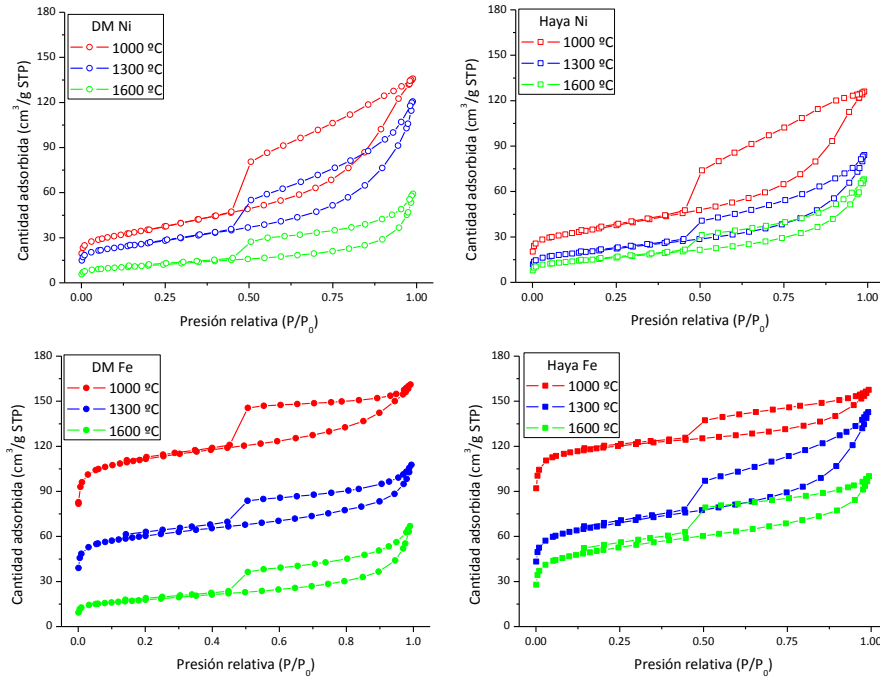 DM Ni
1000 ºC
1300 ºC
1600 ºC
Cantidad adsorbida (cm³/g STP)
180
150
120
90
60
30
0
0.00 0.25 0.50 0.75 1.00
Presión relativa (P/P₀)
Haya Ni
1000 ºC
1300 ºC
1600 ºC
Cantidad adsorbida (cm³/g STP)
180
150
120
90
60
30
0
0.00 0.25 0.50 0.75 1.00
Presión relativa (P/P₀)
DM Fe
1000 ºC
1300 ºC
1600 ºC
Cantidad adsorbida (cm³/g STP)
180
150
120
90
60
30
0
0.0 0.2 0.4 0.6 0.8 1.0
Presión relativa (P/P₀)
Haya Fe
1000 ºC
1300 ºC
1600 ºC
Cantidad adsorbida (cm³/g STP)
180
150
120
90
60
30
0
0.00 0.25 0.50 0.75 1.00
Presión relativa (P/P₀)